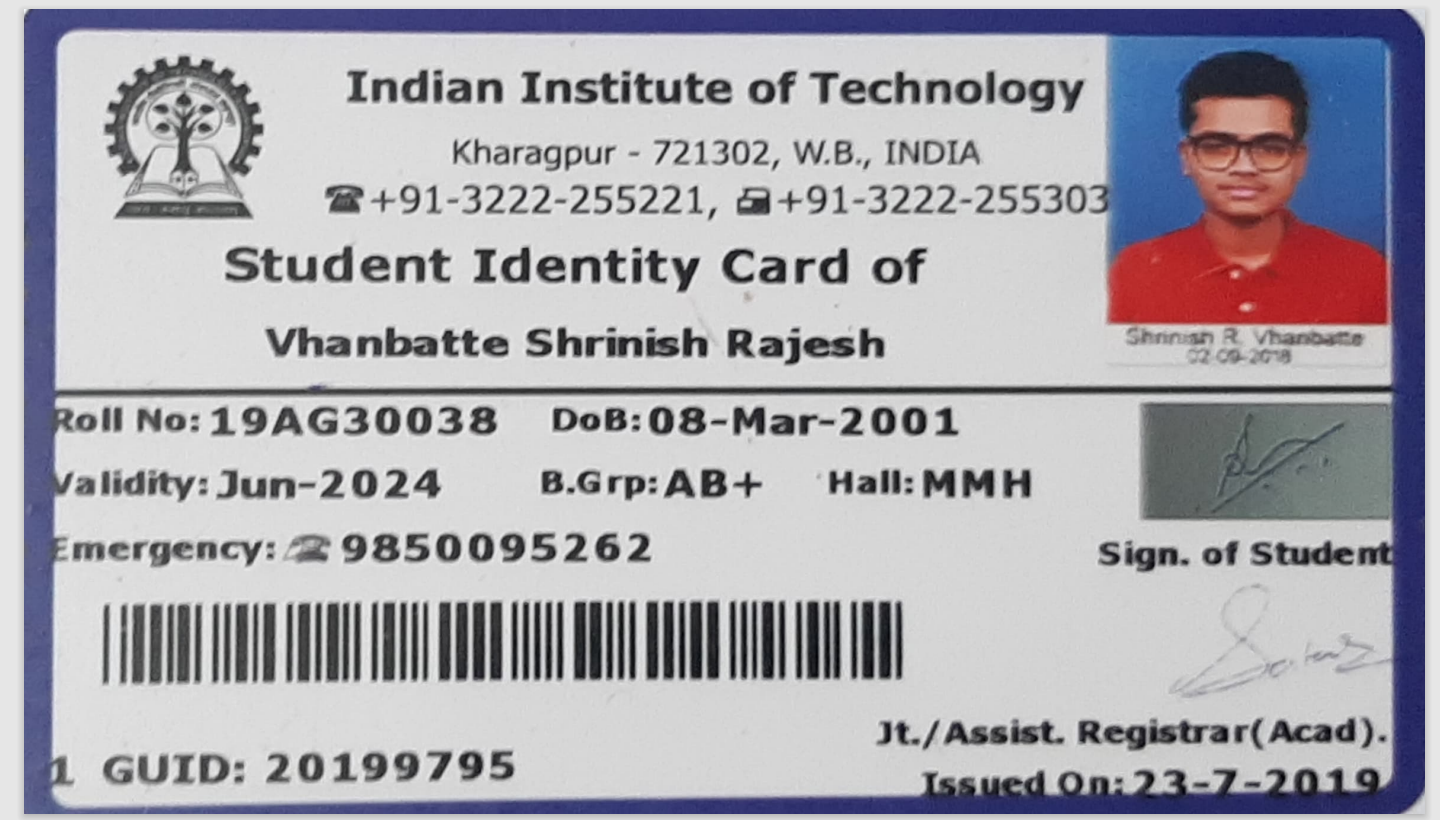 Indian Institute of Technology
Kharagpur - 721302, W.B., INDIA
☎+91-3222-255221, +91-3222-255303
Student Identity Card of
Vhanbatte Shrinish Rajesh
Shrinish R. Vhanbatte
02-09-2018
Roll No: 19AG30038 DoB: 08-Mar-2001
Validity: Jun-2024 B.Grp: AB+ Hall: MMH
Emergency: ☎ 9850095262
Sign. of Student
Jt./Assist. Registrar(Acad).
1 GUID: 20199795
Issued On: 23-7-2019